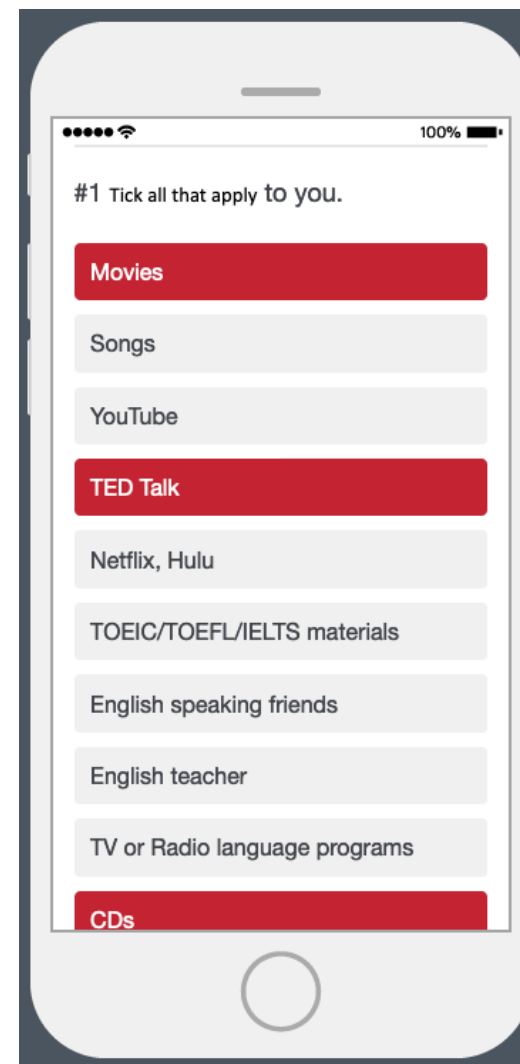 100%
#1 Tick all that apply to you.
Movies
Songs
YouTube
TED Talk
Netflix, Hulu
TOEIC/TOEFL/IELTS materials
English speaking friends
English teacher
TV or Radio language programs
CDs